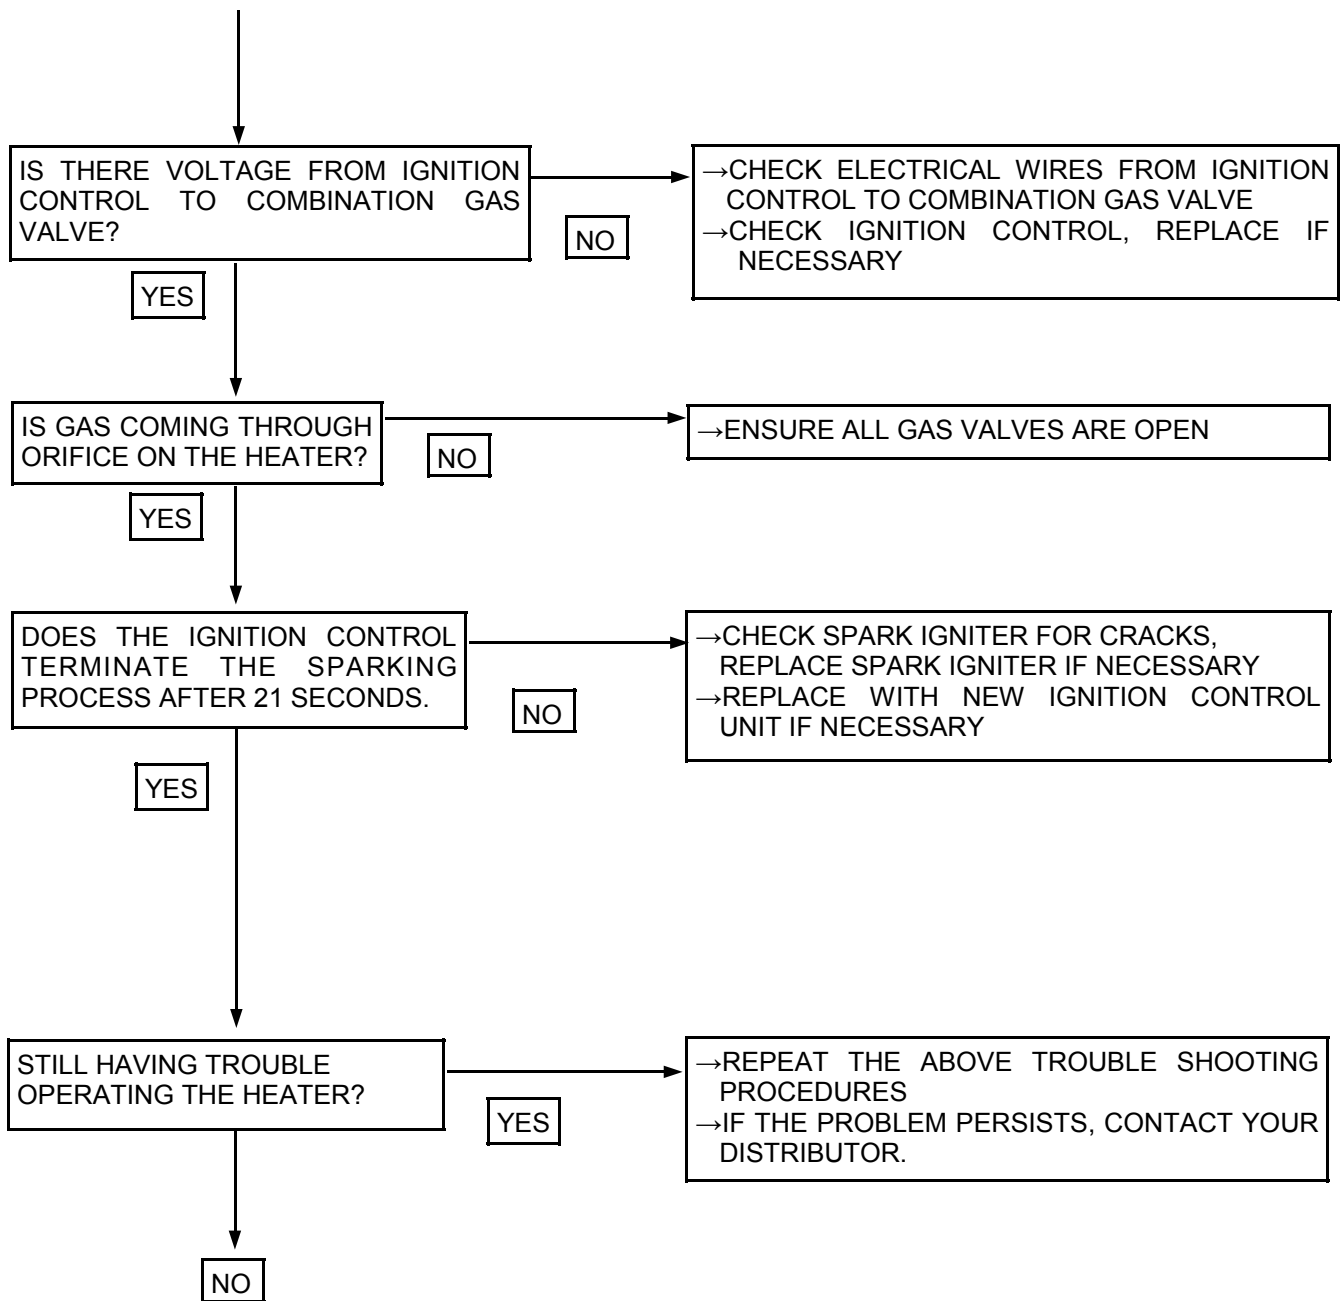 IS THERE VOLTAGE FROM IGNITION
CONTROL TO COMBINATION GAS
VALVE?
NO
→CHECK ELECTRICAL WIRES FROM IGNITION
CONTROL TO COMBINATION GAS VALVE
→CHECK IGNITION CONTROL, REPLACE IF
NECESSARY
YES
IS GAS COMING THROUGH
ORIFICE ON THE HEATER?
NO
→ENSURE ALL GAS VALVES ARE OPEN
YES
DOES THE IGNITION CONTROL
TERMINATE THE SPARKING
PROCESS AFTER 21 SECONDS.
NO
→CHECK SPARK IGNITER FOR CRACKS,
REPLACE SPARK IGNITER IF NECESSARY
→REPLACE WITH NEW IGNITION CONTROL
UNIT IF NECESSARY
YES
STILL HAVING TROUBLE
OPERATING THE HEATER?
YES
→REPEAT THE ABOVE TROUBLE SHOOTING
PROCEDURES
→IF THE PROBLEM PERSISTS, CONTACT YOUR
DISTRIBUTOR.
NO